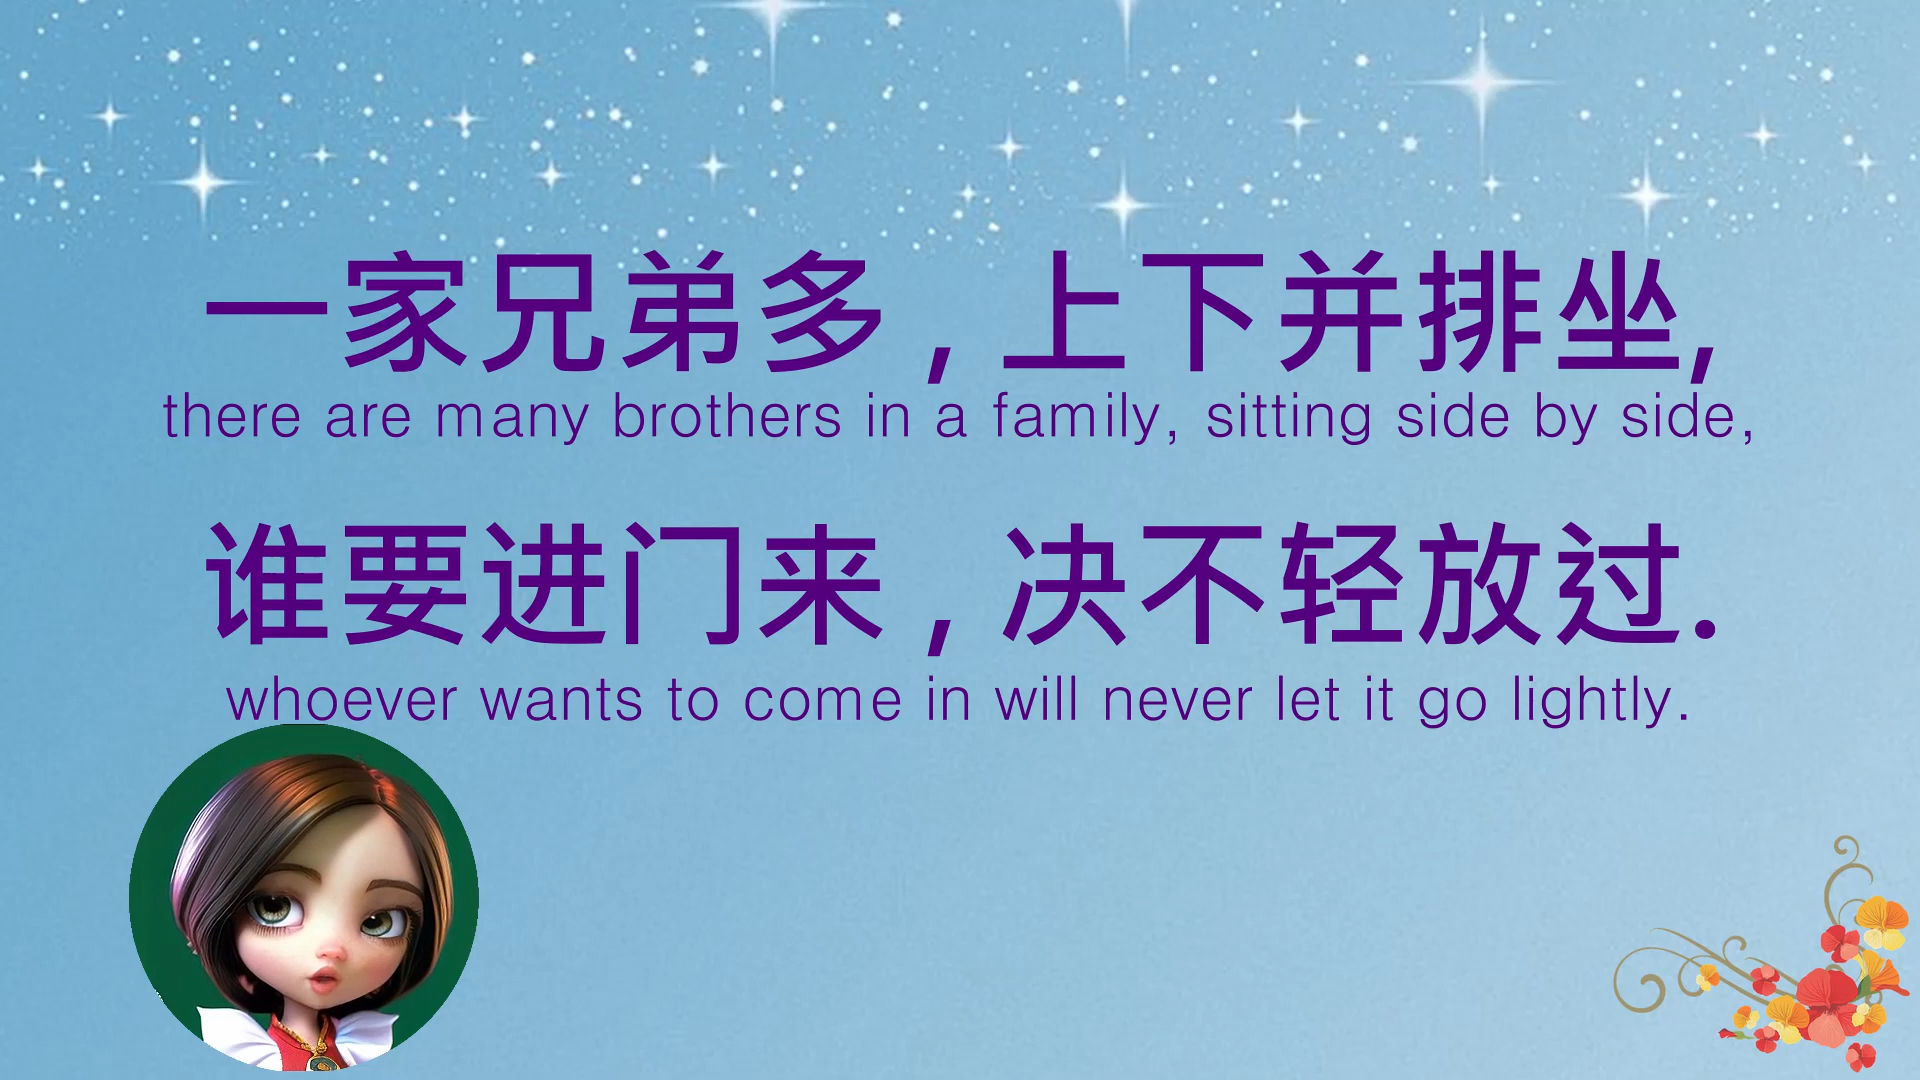 一家兄弟多 , 上下并排坐,
there are many brothers in a family, sitting side by side,
谁要进门来 , 决不轻放过.
whoever wants to come in will never let it go lightly.